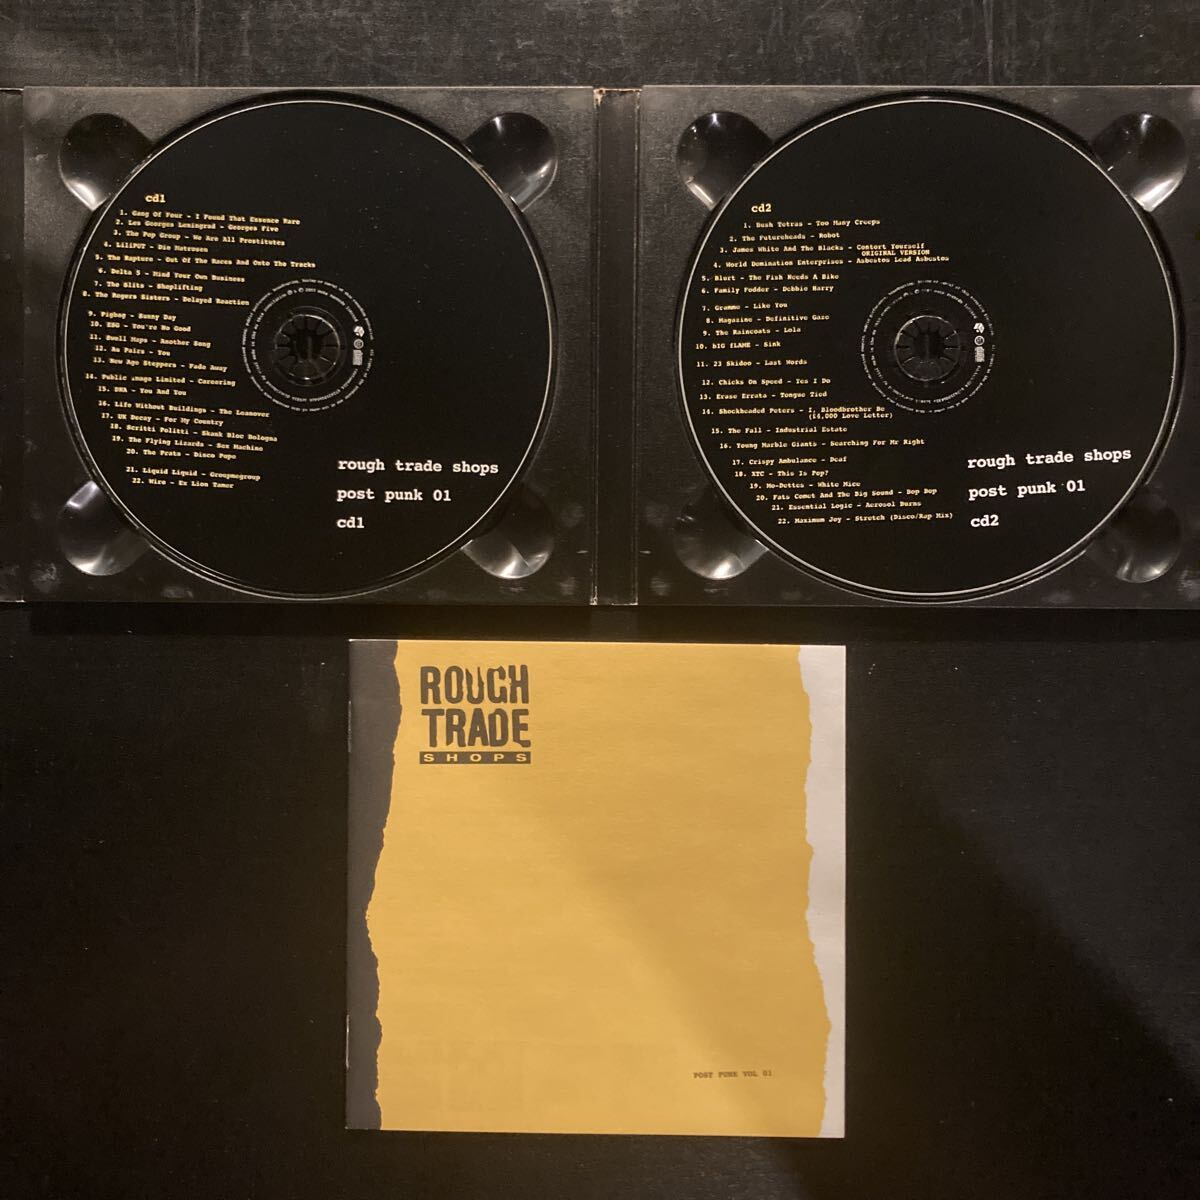 cd1
1. Gang Of Four - I Found That Essence Rare
2. Les Georges Leningrad - Georges Five
3. The Pop Group - We Are All Prostitutes
4. LiLiPUT - Die Matrosen
5. The Rapture - Out Of The Races And Onto The Tracks
6. Delta 5 - Mind Your Own Business
7. The Slits - Shoplifting
8. The Rogers Sisters - Delayed Reaction
9. Pigbag - Sunny Day
10. ESG - You're No Good
11. Swell Maps - Another Song
12. Au Pairs - You
13. New Age Steppers - Fade Away
14. Public image Limited - Careering
15. DNA - You And You
16. Life Without Buildings - The Leanover
17. UK Decay - For My Country
18. Scritti Politti - Skank Bloc Bologna
19. The Flying Lizards - Sex Machine
20. The Prats - Disco Pope
21. Liquid Liquid - Groupmegroup
22. Wire - Ex Lion Tamer
rough trade shops
post punk 01
cd1
cd2
1. Bush Tetras - Too Many Creeps
2. The Futureheads - Robot
3. James White And The Blacks - Contort Yourself
ORIGINAL VERSION
4. World Domination Enterprises - Asbestos Lead Asbestos
5. Blurt - The Fish Needs A Bike
6. Family Fodder - Debbie Harry
7. Gramme - Like You
8. Magazine - Definitive Gaze
9. The Raincoats - Lola
10. bIG fLAME - Sink
11. 23 Skidoo - Last Words
12. Chicks On Speed - Yes I Do
13. Erase Errata - Tongue Tied
14. Shockheaded Peters - I, Bloodbrother Be
(£4,000 Love Letter)
15. The Fall - Industrial Estate
16. Young Marble Giants - Searching For Mr Right
17. Crispy Ambulance - Deaf
18. XTC - This Is Pop?
19. Mo-Dettes - White Mice
20. Fats Comet And The Big Sound - Bop Bop
21. Essential Logic - Aerosol Burns
22. Maximum Joy - Stretch (Disco/Rap Mix)
rough trade shops
post punk 01
cd2
ROUGH
TRADE
SHOPS
POST PUNK VOL 01